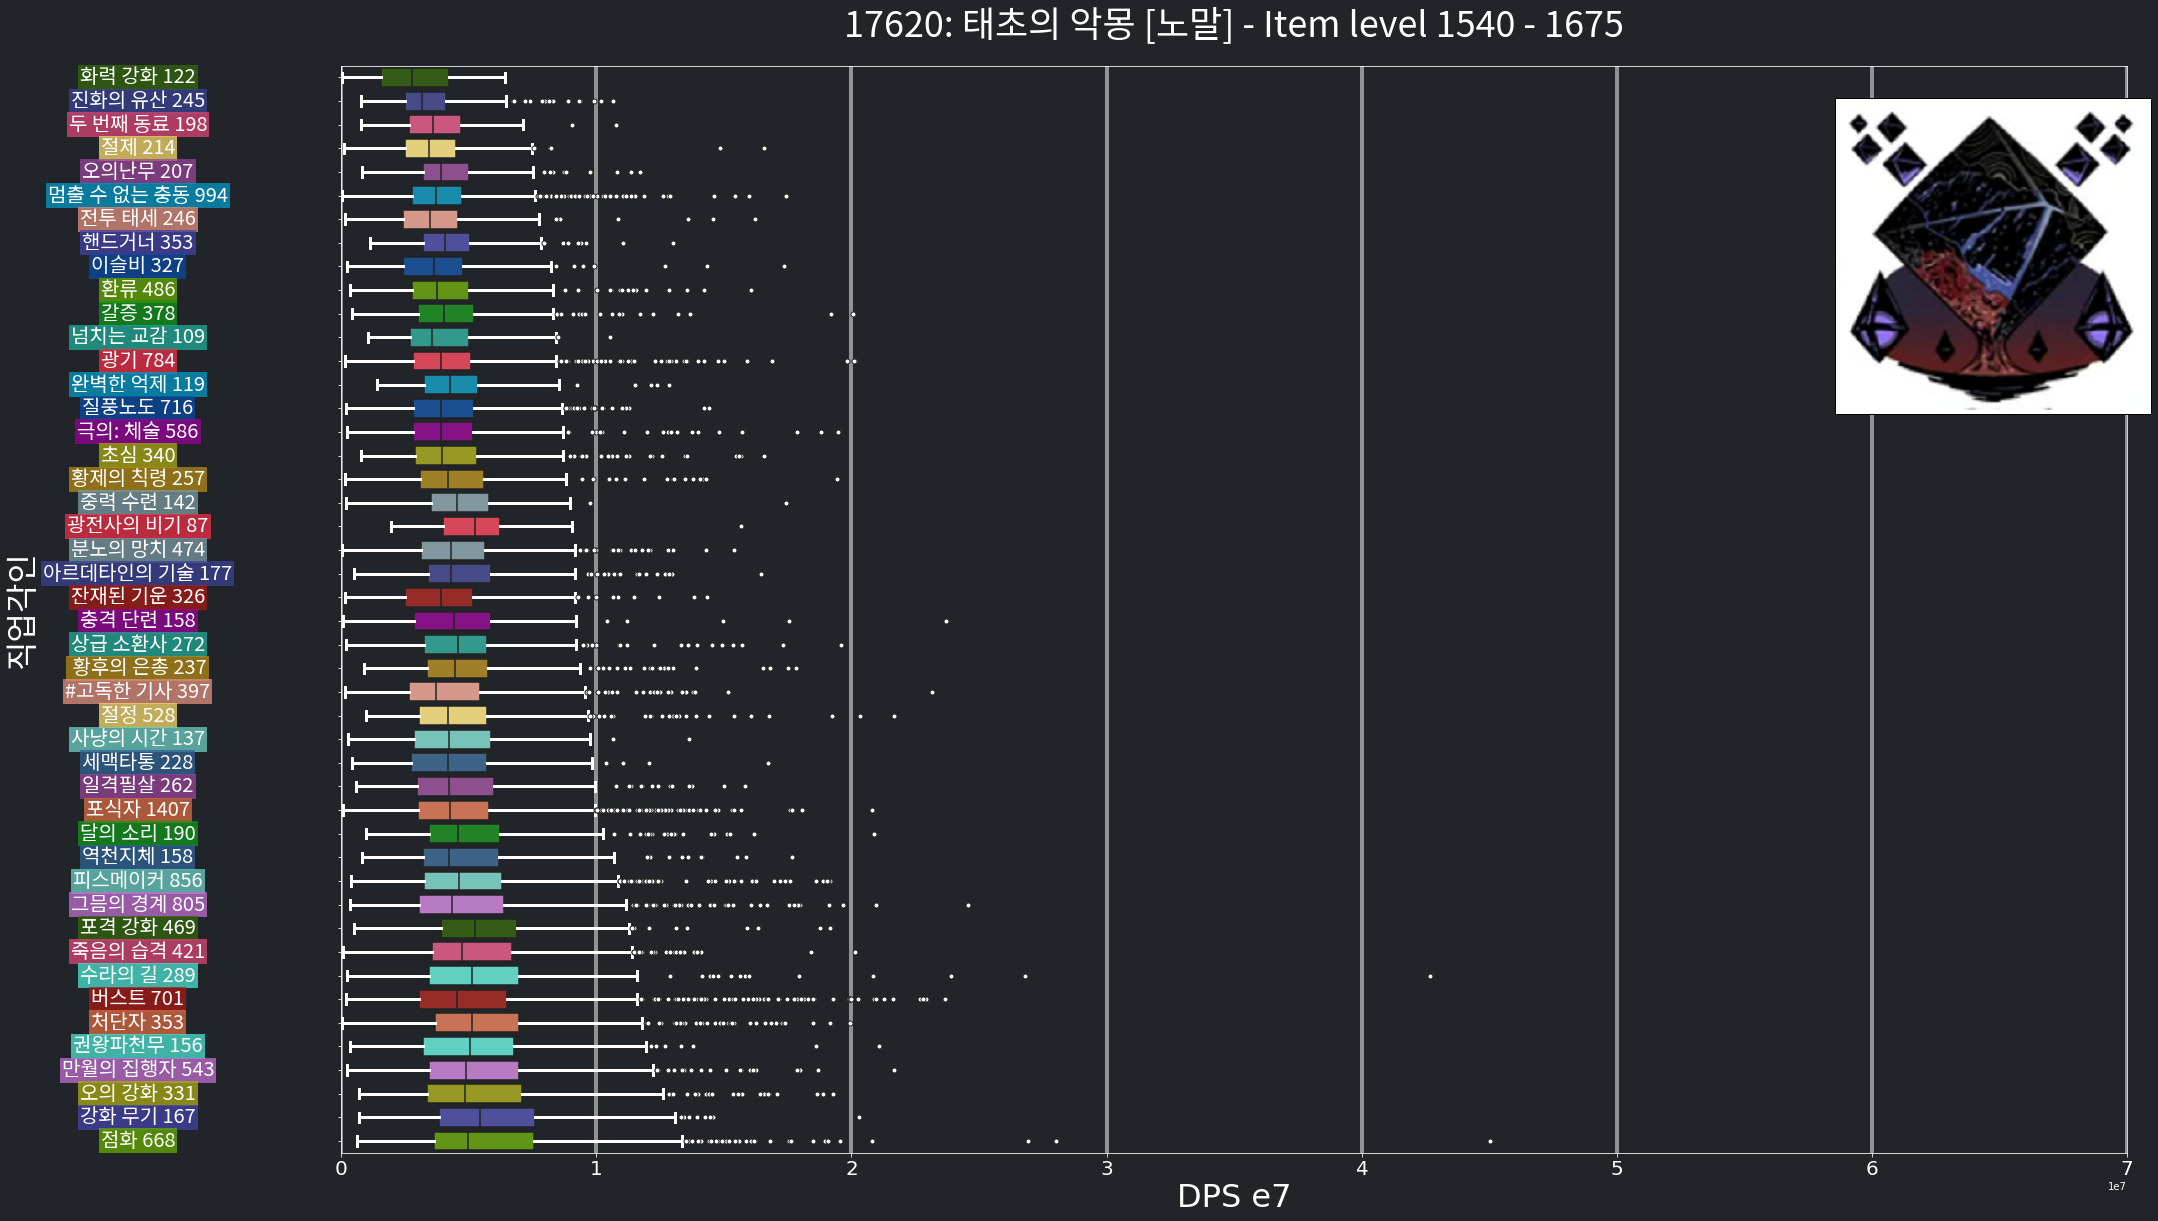 17620: 태초의 악몽 [노말] - Item level 1540 - 1675
화력 강화 122
진화의 유산 245
두 번째 동료 198
절제 214
오의난무 207
멈출 수 없는 충동 994
전투 태세 246
핸드거너 353
이슬비 327
환류 486
갈증 378
넘치는 교감 109
광기 784
완벽한 억제 119
질풍노도 716
극의: 체술 586
초심 340
황제의 칙령 257
중력 수련 142
광전사의 비기 87
분노의 망치 474
아르데타인의 기술 177
잔재된 기운 326
충격 단련 158
상급 소환사 272
황후의 은총 237
#고독한 기사 397
절정 528
사냥의 시간 137
세맥타통 228
일격필살 262
포식자 1407
달의 소리 190
역천지체 158
피스메이커 856
그믐의 경계 805
포격 강화 469
죽음의 습격 421
수라의 길 289
버스트 701
처단자 353
권왕파천무 156
만월의 집행자 543
오의 강화 331
강화 무기 167
점화 668
직업각인
0 1 2 3 4 5 6 7
1e7
DPS e7